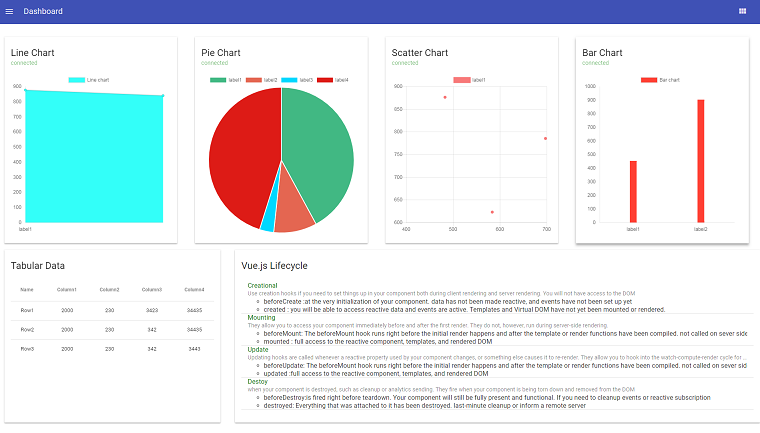 Dashboard
Line Chart
connected
Line chart
900
800
700
600
500
400
300
200
100
0
label1
Pie Chart
connected
label1 label2 label3 label4
Scatter Chart
connected
label1
900
850
800
750
700
650
600
400 500 600 700
Bar Chart
connected
Bar chart
1000
900
800
700
600
500
400
300
200
100
0
label1 label2
Tabular Data
Name Column1 Column2 Column3 Column4
Row1 2000 230 3423 34435
Row2 2000 230 342 34435
Row3 2000 230 342 3443
Vue.js Lifecycle
Creational
Use creation hooks if you need to set things up in your component both during client rendering and server rendering. You will not have access to the DOM
beforeCreate :at the very initialization of your component. data has not been made reactive, and events have not been set up yet
created : you will be able to access reactive data and events are active. Templates and Virtual DOM have not yet been mounted or rendered.
Mounting
They allow you to access your component immediately before and after the first render. They do not, however, run during server-side rendering.
beforeMount: The beforeMount hook runs right before the initial render happens and after the template or render functions have been compiled. not called on sever side
mounted : full access to the reactive component, templates, and rendered DOM
Update
Updating hooks are called whenever a reactive property used by your component changes, or something else causes it to re-render. They allow you to hook into the watch-compute-render cycle for ...
beforeUpdate: The beforeMount hook runs right before the initial render happens and after the template or render functions have been compiled. not called on sever sid
updated :full access to the reactive component, templates, and rendered DOM
Destoy
when your component is destroyed, such as cleanup or analytics sending. They fire when your component is being torn down and removed from the DOM
beforeDestroy:is fired right before teardown. Your component will still be fully present and functional. If you need to cleanup events or reactive subscription
destroyed: Everything that was attached to it has been destroyed. last-minute cleanup or inform a remote server